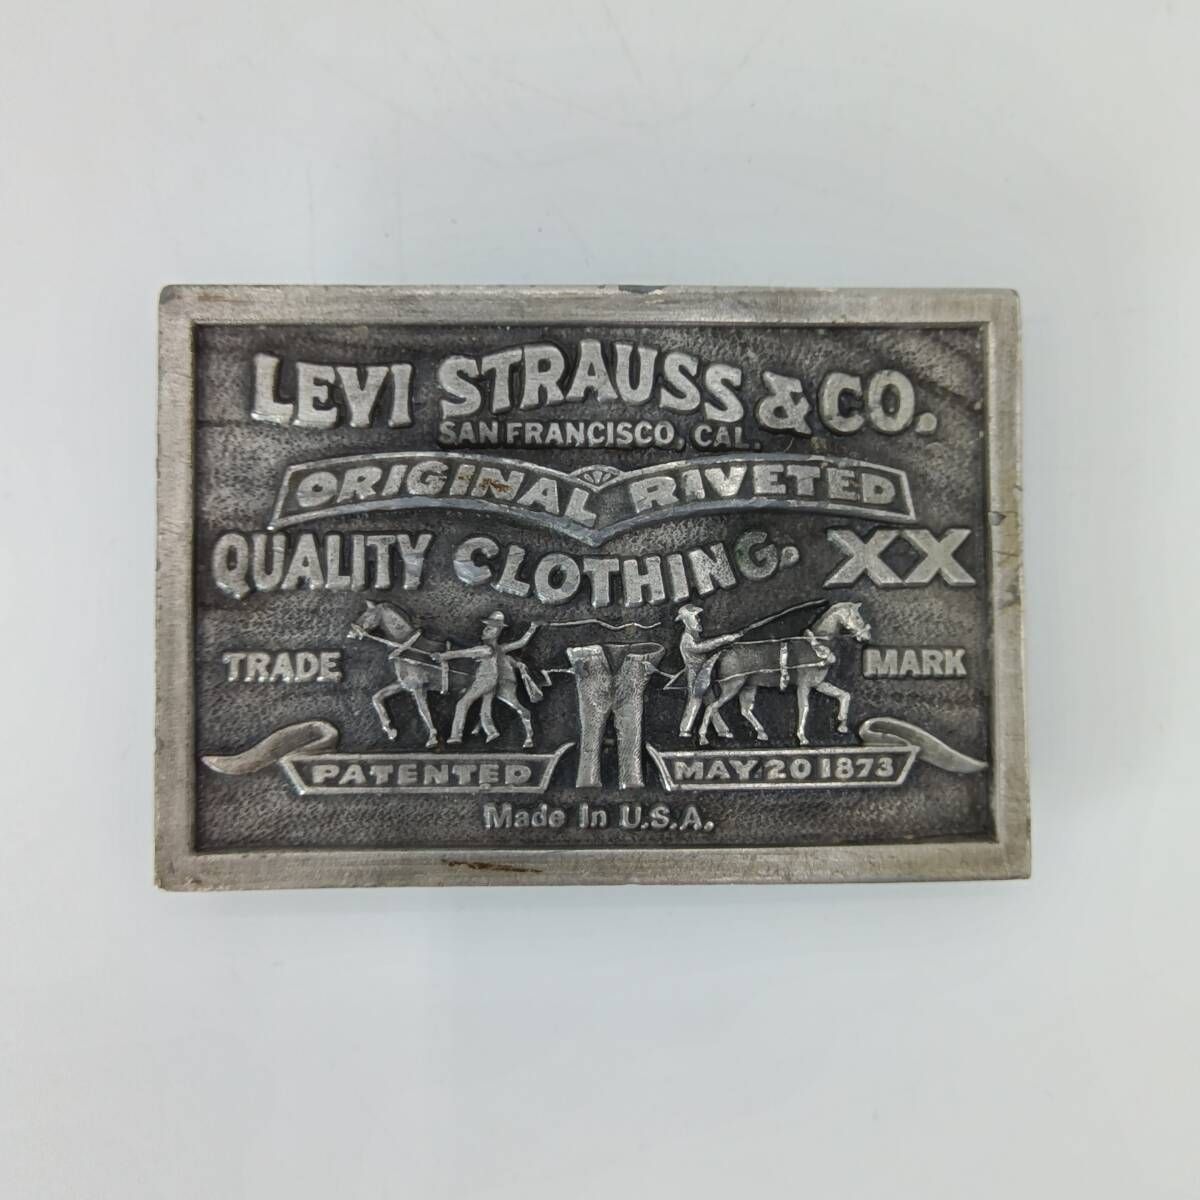 LEVI STRAUSS & CO.
SAN FRANCISCO, CAL.
ORIGINAL RIVETED
QUALITY CLOTHING. XX
TRADE MARK
PATENTED MAY 20 1873
Made In U.S.A.